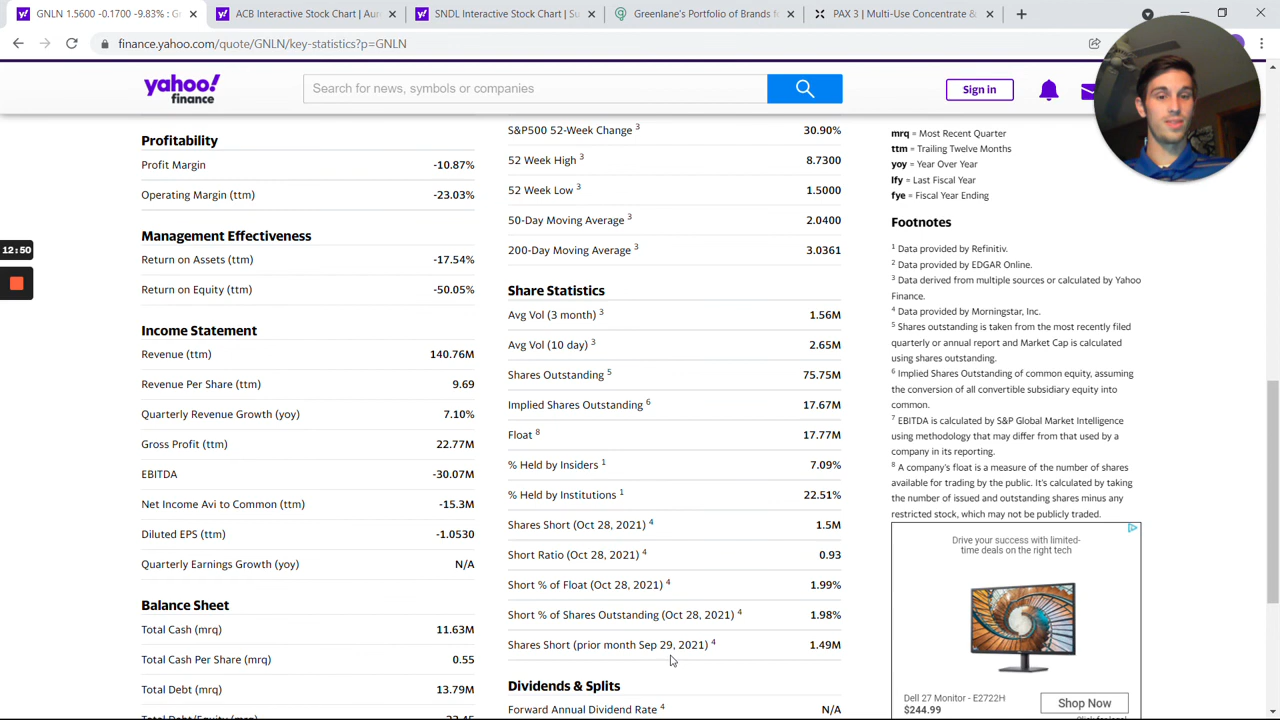 GNLN 1.5600 -0.1700 -9.83% : G
ACB Interactive Stock Chart | Au
SNDL Interactive Stock Chart | Su
Greenlane's Portfolio of Brands f
PAX 3 | Multi-Use Concentrate &
finance.yahoo.com/quote/GNLN/key-statistics?p=GNLN
yahoo!
finance
Search for news, symbols or companies
Sign in
12:50
Profitability
Profit Margin -10.87%
Operating Margin (ttm) -23.03%
Management Effectiveness
Return on Assets (ttm) -17.54%
Return on Equity (ttm) -50.05%
Income Statement
Revenue (ttm) 140.76M
Revenue Per Share (ttm) 9.69
Quarterly Revenue Growth (yoy) 7.10%
Gross Profit (ttm) 22.77M
EBITDA -30.07M
Net Income Avi to Common (ttm) -15.3M
Diluted EPS (ttm) -1.0530
Quarterly Earnings Growth (yoy) N/A
Balance Sheet
Total Cash (mrq) 11.63M
Total Cash Per Share (mrq) 0.55
Total Debt (mrq) 13.79M
S&P500 52-Week Change 3 30.90%
52 Week High 3 8.7300
52 Week Low 3 1.5000
50-Day Moving Average 3 2.0400
200-Day Moving Average 3 3.0361
Share Statistics
Avg Vol (3 month) 3 1.56M
Avg Vol (10 day) 3 2.65M
Shares Outstanding 5 75.75M
Implied Shares Outstanding 6 17.67M
Float 8 17.77M
% Held by Insiders 1 7.09%
% Held by Institutions 1 22.51%
Shares Short (Oct 28, 2021) 4 1.5M
Short Ratio (Oct 28, 2021) 4 0.93
Short % of Float (Oct 28, 2021) 4 1.99%
Short % of Shares Outstanding (Oct 28, 2021) 4 1.98%
Shares Short (prior month Sep 29, 2021) 4 1.49M
Dividends & Splits
Forward Annual Dividend Rate 4 N/A
mrq = Most Recent Quarter
ttm = Trailing Twelve Months
yoy = Year Over Year
lfy = Last Fiscal Year
fye = Fiscal Year Ending
Footnotes
1 Data provided by Refinitiv.
2 Data provided by EDGAR Online.
3 Data derived from multiple sources or calculated by Yahoo
Finance.
4 Data provided by Morningstar, Inc.
5 Shares outstanding is taken from the most recently filed
quarterly or annual report and Market Cap is calculated
using shares outstanding.
6 Implied Shares Outstanding of common equity, assuming
the conversion of all convertible subsidiary equity into
common.
7 EBITDA is calculated by S&P Global Market Intelligence
using methodology that may differ from that used by a
company in its reporting.
8 A company's float is a measure of the number of shares
available for trading by the public. It's calculated by taking
the number of issued and outstanding shares minus any
restricted stock, which may not be publicly traded.
Drive your success with limited-
time deals on the right tech
Dell 27 Monitor - E2722H
$244.99
Shop Now